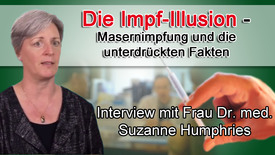 Die Impf-Illusion -
Masernimpfung und die
unterdrückten Fakten
Interview mit Frau Dr. med.
Suzanne Humphries